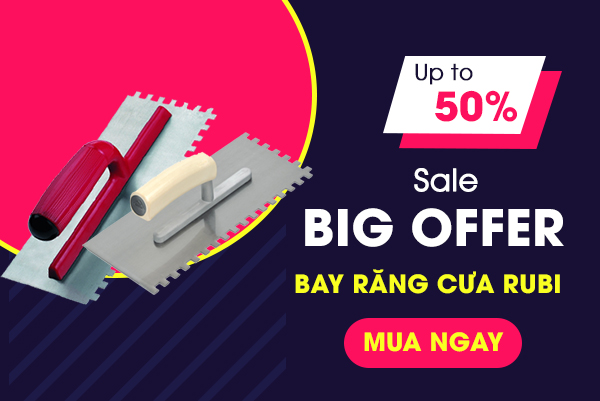 Up to
50%
Sale
BIG OFFER
BAY RĂNG CƯA RUBI
MUA NGAY